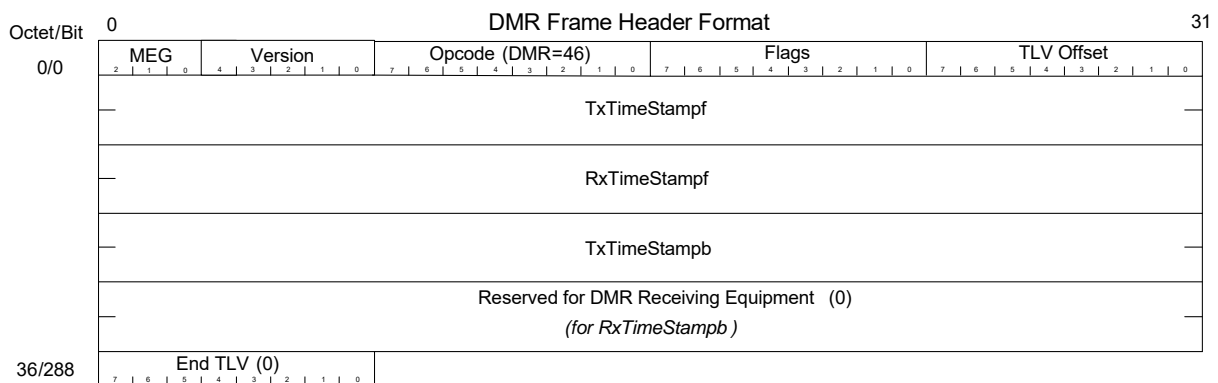 DMR Frame Header Format
Octet/Bit 0 31
MEG Version Opcode (DMR=46) Flags TLV Offset
0/0 2 1 0 4 3 2 1 0 7 6 5 4 3 2 1 0 7 6 5 4 3 2 1 0 7 6 5 4 3 2 1 0
TxTimeStampf
RxTimeStampf
TxTimeStampb
Reserved for DMR Receiving Equipment (0)
(for RxTimeStampb )
End TLV (0)
36/288 7 6 5 4 3 2 1 0